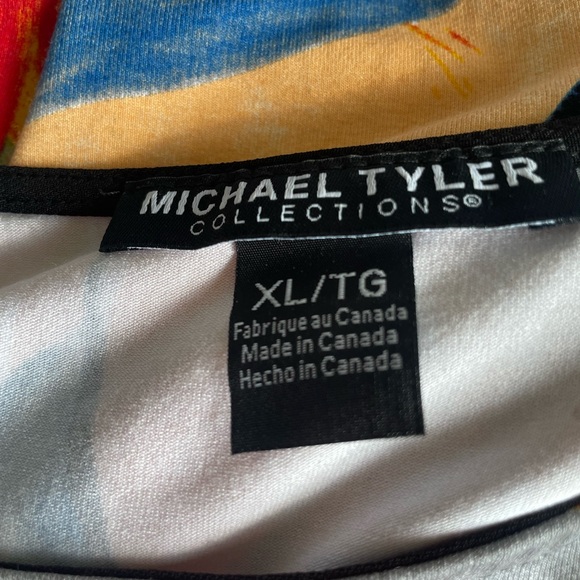 MICHAEL TYLER
COLLECTIONS®
XL/TG
Fabrique au Canada
Made in Canada
Hecho in Canada